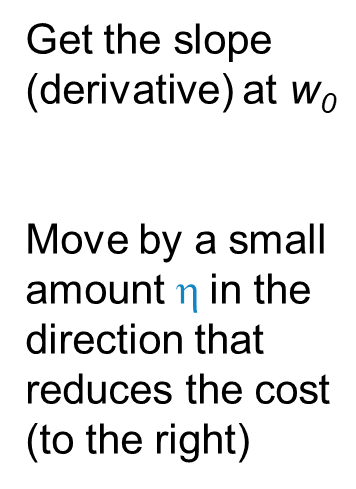 Get the slope
(derivative) at w₀
Move by a small
amount η in the
direction that
reduces the cost
(to the right)